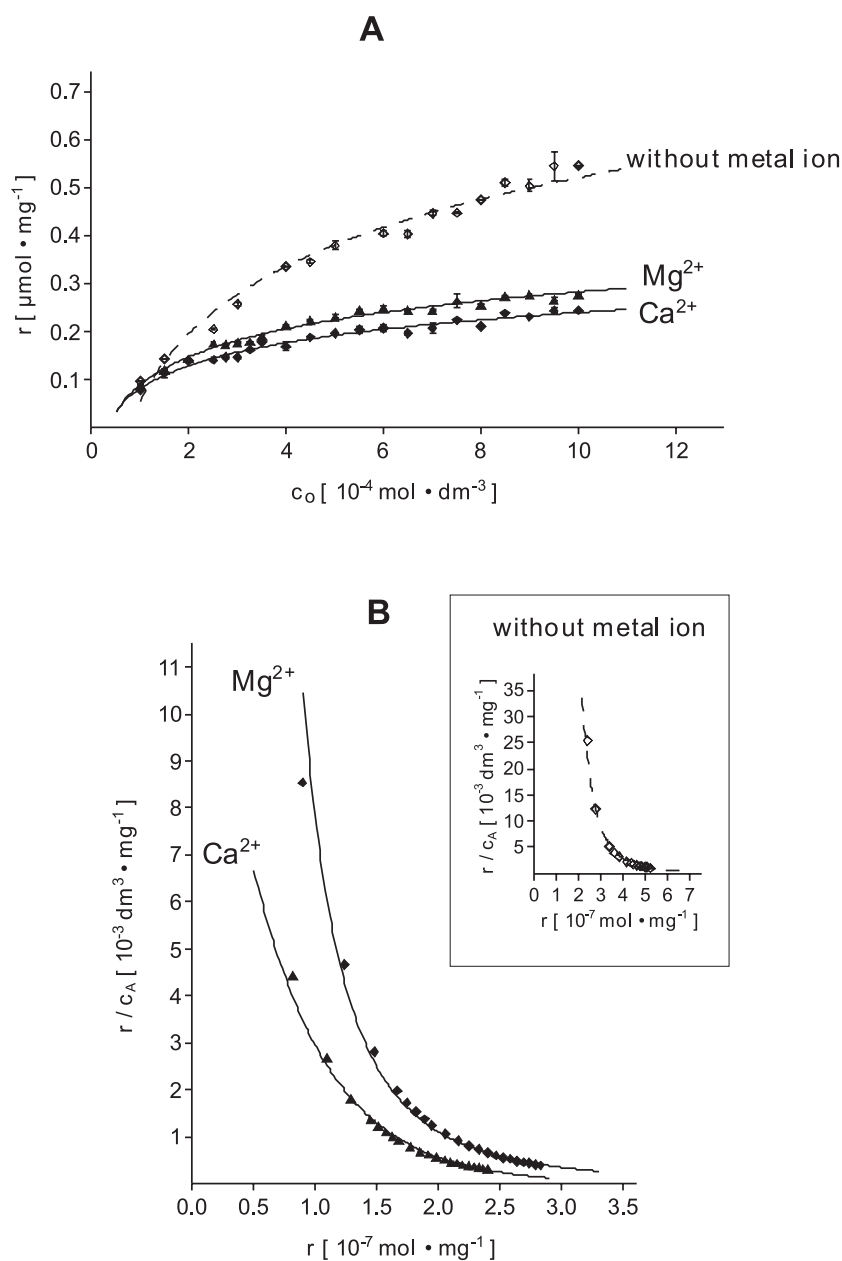 A
0.7
0.6
0.5
0.4
0.3
0.2
0.1
r [ µmol • mg⁻¹ ]
without metal ion
Mg²⁺
Ca²⁺
0 2 4 6 8 10 12
c₀ [ 10⁻⁴ mol • dm⁻³ ]
B
11
10
9
8
7
6
5
4
3
2
1
r / c_A [ 10⁻³ dm³ • mg⁻¹ ]
Mg²⁺
Ca²⁺
0.0 0.5 1.0 1.5 2.0 2.5 3.0 3.5
r [ 10⁻⁷ mol • mg⁻¹ ]
without metal ion
35
30
25
20
15
10
5
r / c_A [ 10⁻³ dm³ • mg⁻¹ ]
0 1 2 3 4 5 6 7
r [ 10⁻⁷ mol • mg⁻¹ ]